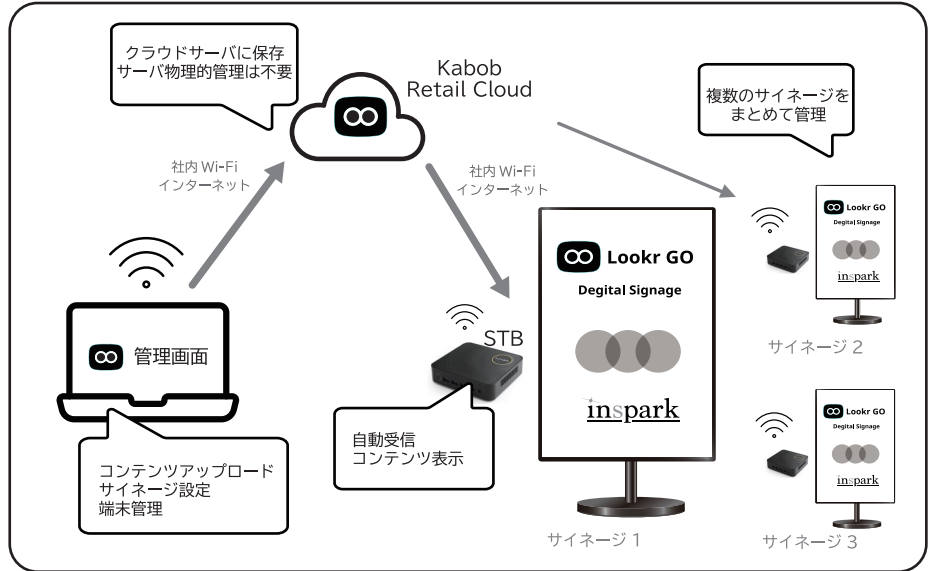 クラウドサーバに保存
サーバ物理的管理は不要
Kabob
Retail Cloud
複数のサイネージを
まとめて管理
社内 Wi-Fi
インターネット
社内 Wi-Fi
インターネット
管理画面
コンテンツアップロード
サイネージ設定
端末管理
STB
自動受信
コンテンツ表示
Lookr GO
Degital Signage
inspark
サイネージ 1
Lookr GO
Degital Signage
inspark
サイネージ 2
Lookr GO
Degital Signage
inspark
サイネージ 3